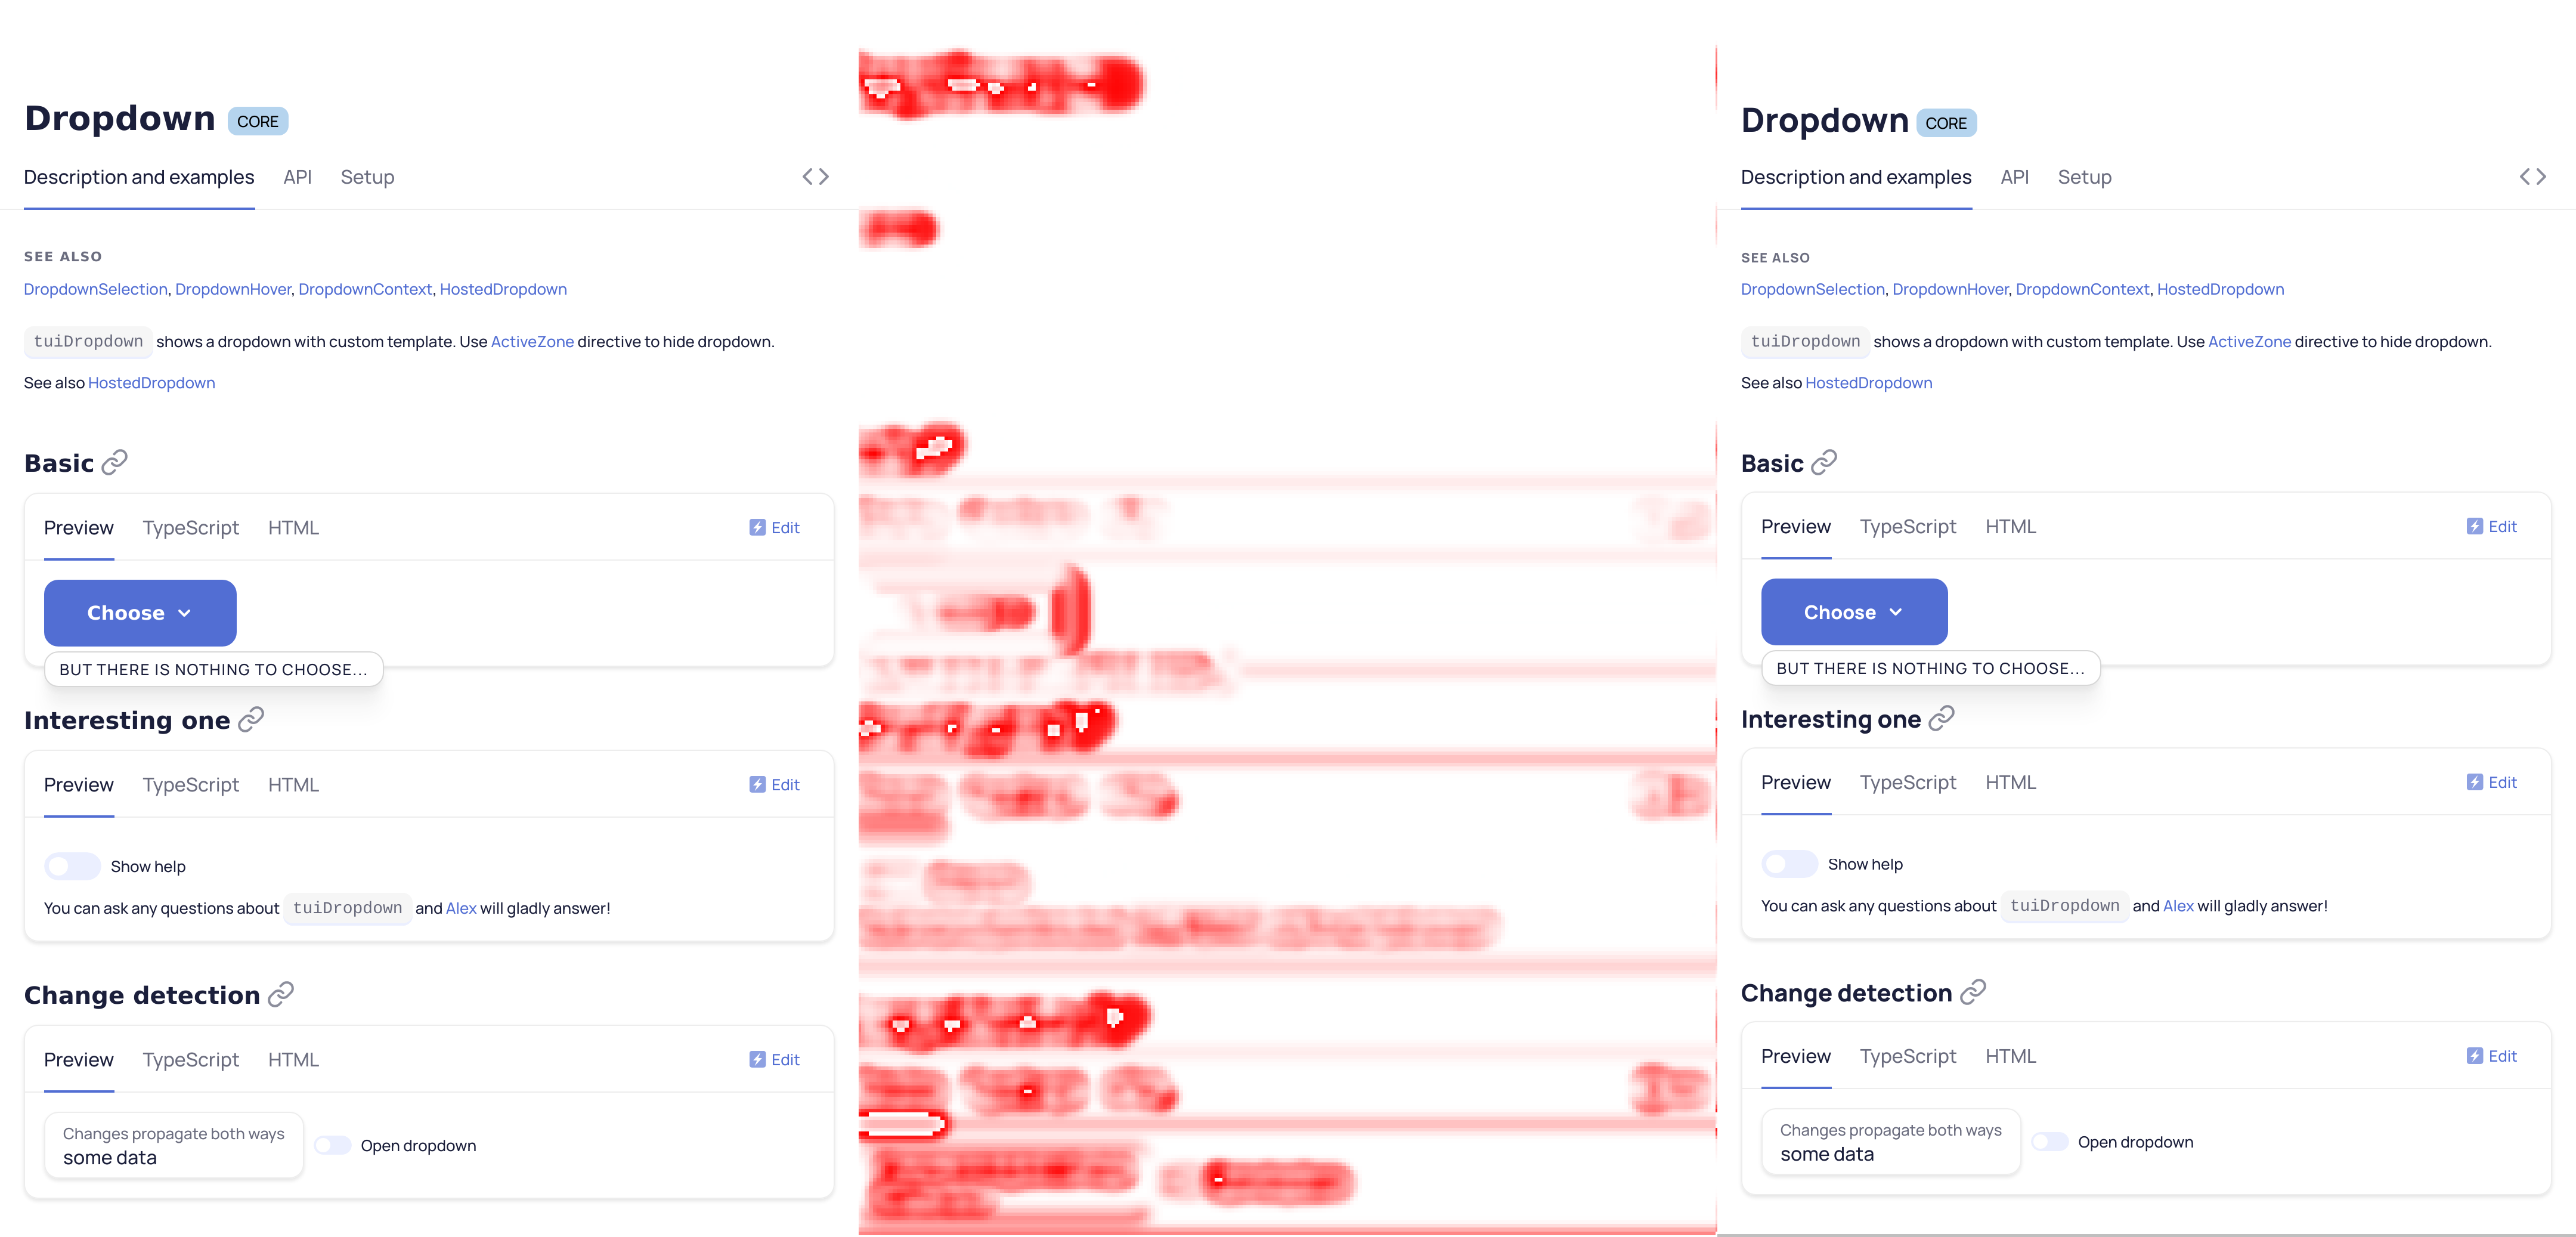 Dropdown CORE
Description and examples API Setup
SEE ALSO
DropdownSelection, DropdownHover, DropdownContext, HostedDropdown
tuiDropdown shows a dropdown with custom template. Use ActiveZone directive to hide dropdown.
See also HostedDropdown
Basic
Preview TypeScript HTML Edit
Choose
BUT THERE IS NOTHING TO CHOOSE...
Interesting one
Preview TypeScript HTML Edit
Show help
You can ask any questions about tuiDropdown and Alex will gladly answer!
Change detection
Preview TypeScript HTML Edit
Changes propagate both ways
some data
Open dropdown
Dropdown CORE
Description and examples API Setup
SEE ALSO
DropdownSelection, DropdownHover, DropdownContext, HostedDropdown
tuiDropdown shows a dropdown with custom template. Use ActiveZone directive to hide dropdown.
See also HostedDropdown
Basic
Preview TypeScript HTML Edit
Choose
BUT THERE IS NOTHING TO CHOOSE...
Interesting one
Preview TypeScript HTML Edit
Show help
You can ask any questions about tuiDropdown and Alex will gladly answer!
Change detection
Preview TypeScript HTML Edit
Changes propagate both ways
some data
Open dropdown